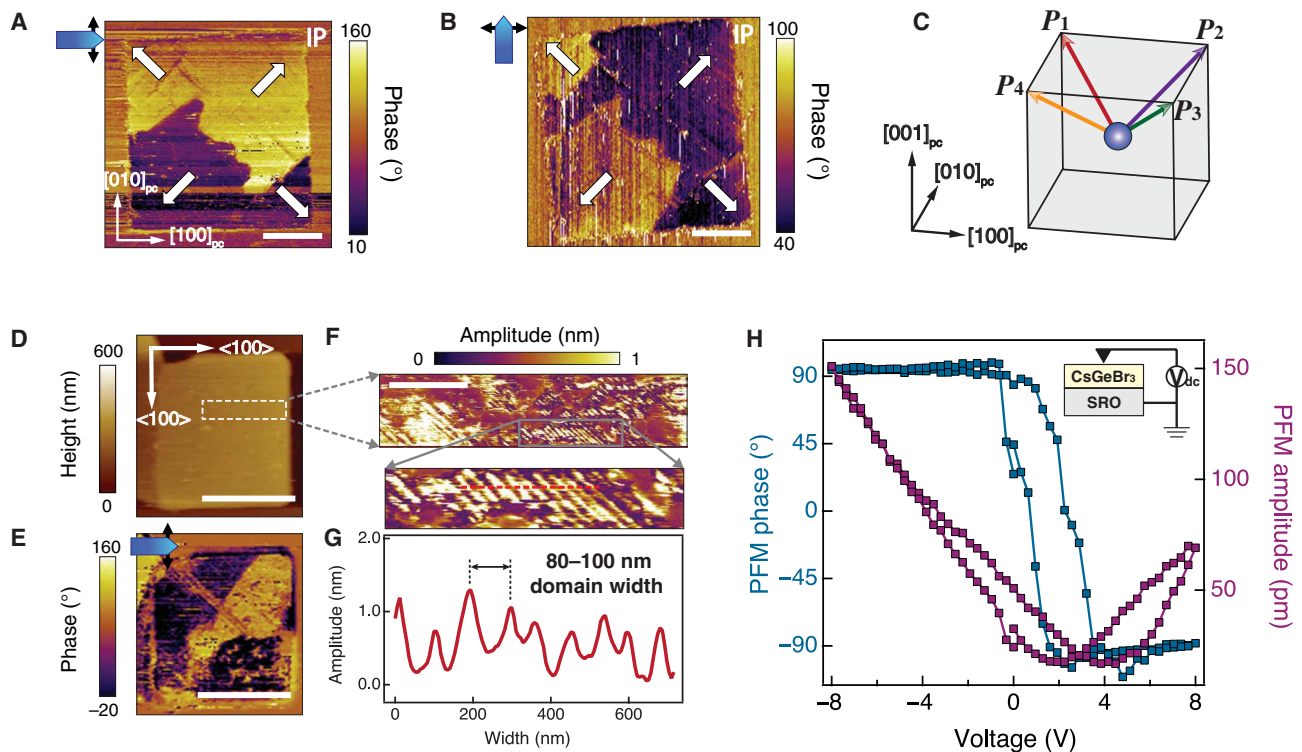 A
IP
160
Phase (°)
10
[010]pc
[100]pc
B
IP
100
Phase (°)
40
C
P1
P2
P3
P4
[001]pc
[010]pc
[100]pc
D
600
Height (nm)
0
<100>
<100>
E
160
Phase (°)
−20
F
Amplitude (nm)
0
1
G
2.0
1.0
0.0
Amplitude (nm)
80–100 nm
domain width
0
200
400
600
Width (nm)
H
90
45
0
−45
−90
PFM phase (°)
CsGeBr3
SRO
Vdc
150
100
50
PFM amplitude (pm)
−8
−4
0
4
8
Voltage (V)